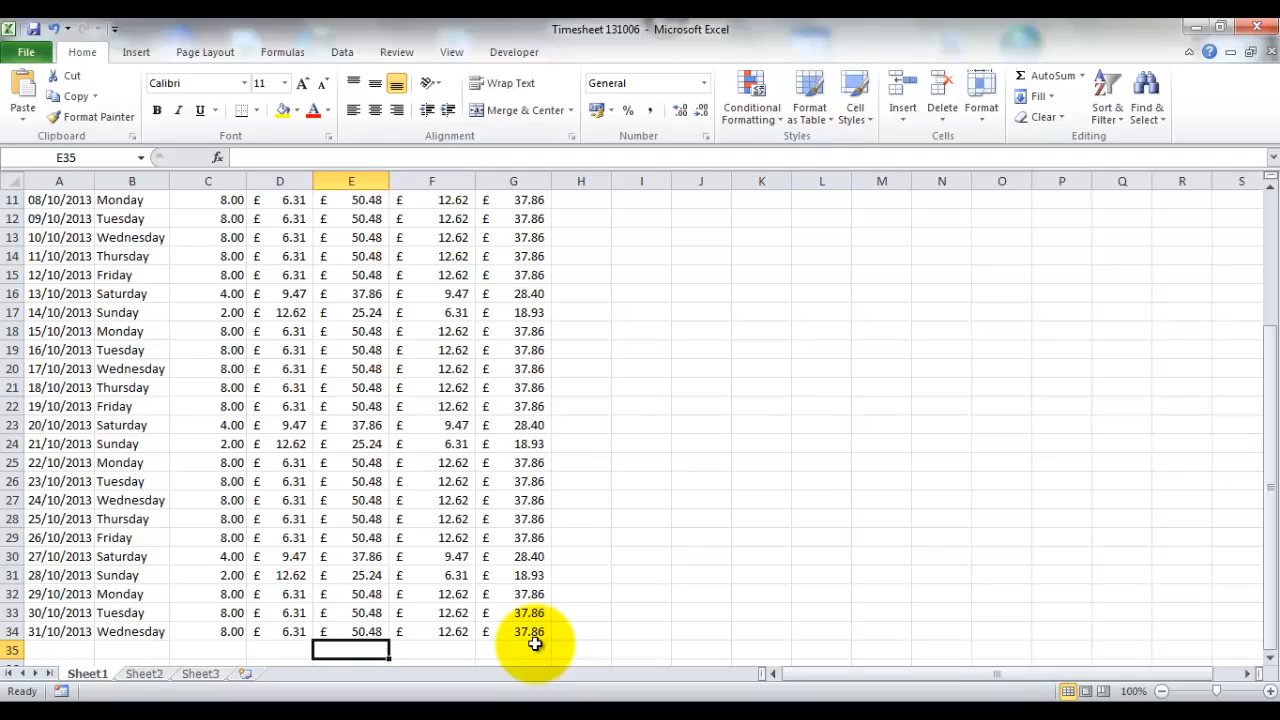 Timesheet 131006 - Microsoft Excel
File Home Insert Page Layout Formulas Data Review View Developer
Paste Cut Copy Format Painter Clipboard
Calibri 11 A A B I U A Font
Wrap Text Merge & Center Alignment
General % , Number
Conditional Formatting Format as Table Cell Styles Styles
Insert Delete Format Cells
Σ AutoSum Fill Clear Sort & Filter Find & Select Editing
E35 fx
A B C D E F G H I J K L M N O P Q R S
11 08/10/2013 Monday 8.00 £ 6.31 £ 50.48 £ 12.62 £ 37.86
12 09/10/2013 Tuesday 8.00 £ 6.31 £ 50.48 £ 12.62 £ 37.86
13 10/10/2013 Wednesday 8.00 £ 6.31 £ 50.48 £ 12.62 £ 37.86
14 11/10/2013 Thursday 8.00 £ 6.31 £ 50.48 £ 12.62 £ 37.86
15 12/10/2013 Friday 8.00 £ 6.31 £ 50.48 £ 12.62 £ 37.86
16 13/10/2013 Saturday 4.00 £ 9.47 £ 37.86 £ 9.47 £ 28.40
17 14/10/2013 Sunday 2.00 £ 12.62 £ 25.24 £ 6.31 £ 18.93
18 15/10/2013 Monday 8.00 £ 6.31 £ 50.48 £ 12.62 £ 37.86
19 16/10/2013 Tuesday 8.00 £ 6.31 £ 50.48 £ 12.62 £ 37.86
20 17/10/2013 Wednesday 8.00 £ 6.31 £ 50.48 £ 12.62 £ 37.86
21 18/10/2013 Thursday 8.00 £ 6.31 £ 50.48 £ 12.62 £ 37.86
22 19/10/2013 Friday 8.00 £ 6.31 £ 50.48 £ 12.62 £ 37.86
23 20/10/2013 Saturday 4.00 £ 9.47 £ 37.86 £ 9.47 £ 28.40
24 21/10/2013 Sunday 2.00 £ 12.62 £ 25.24 £ 6.31 £ 18.93
25 22/10/2013 Monday 8.00 £ 6.31 £ 50.48 £ 12.62 £ 37.86
26 23/10/2013 Tuesday 8.00 £ 6.31 £ 50.48 £ 12.62 £ 37.86
27 24/10/2013 Wednesday 8.00 £ 6.31 £ 50.48 £ 12.62 £ 37.86
28 25/10/2013 Thursday 8.00 £ 6.31 £ 50.48 £ 12.62 £ 37.86
29 26/10/2013 Friday 8.00 £ 6.31 £ 50.48 £ 12.62 £ 37.86
30 27/10/2013 Saturday 4.00 £ 9.47 £ 37.86 £ 9.47 £ 28.40
31 28/10/2013 Sunday 2.00 £ 12.62 £ 25.24 £ 6.31 £ 18.93
32 29/10/2013 Monday 8.00 £ 6.31 £ 50.48 £ 12.62 £ 37.86
33 30/10/2013 Tuesday 8.00 £ 6.31 £ 50.48 £ 12.62 £ 37.86
34 31/10/2013 Wednesday 8.00 £ 6.31 £ 50.48 £ 12.62 £ 37.86
35
Sheet1 Sheet2 Sheet3
Ready 100%